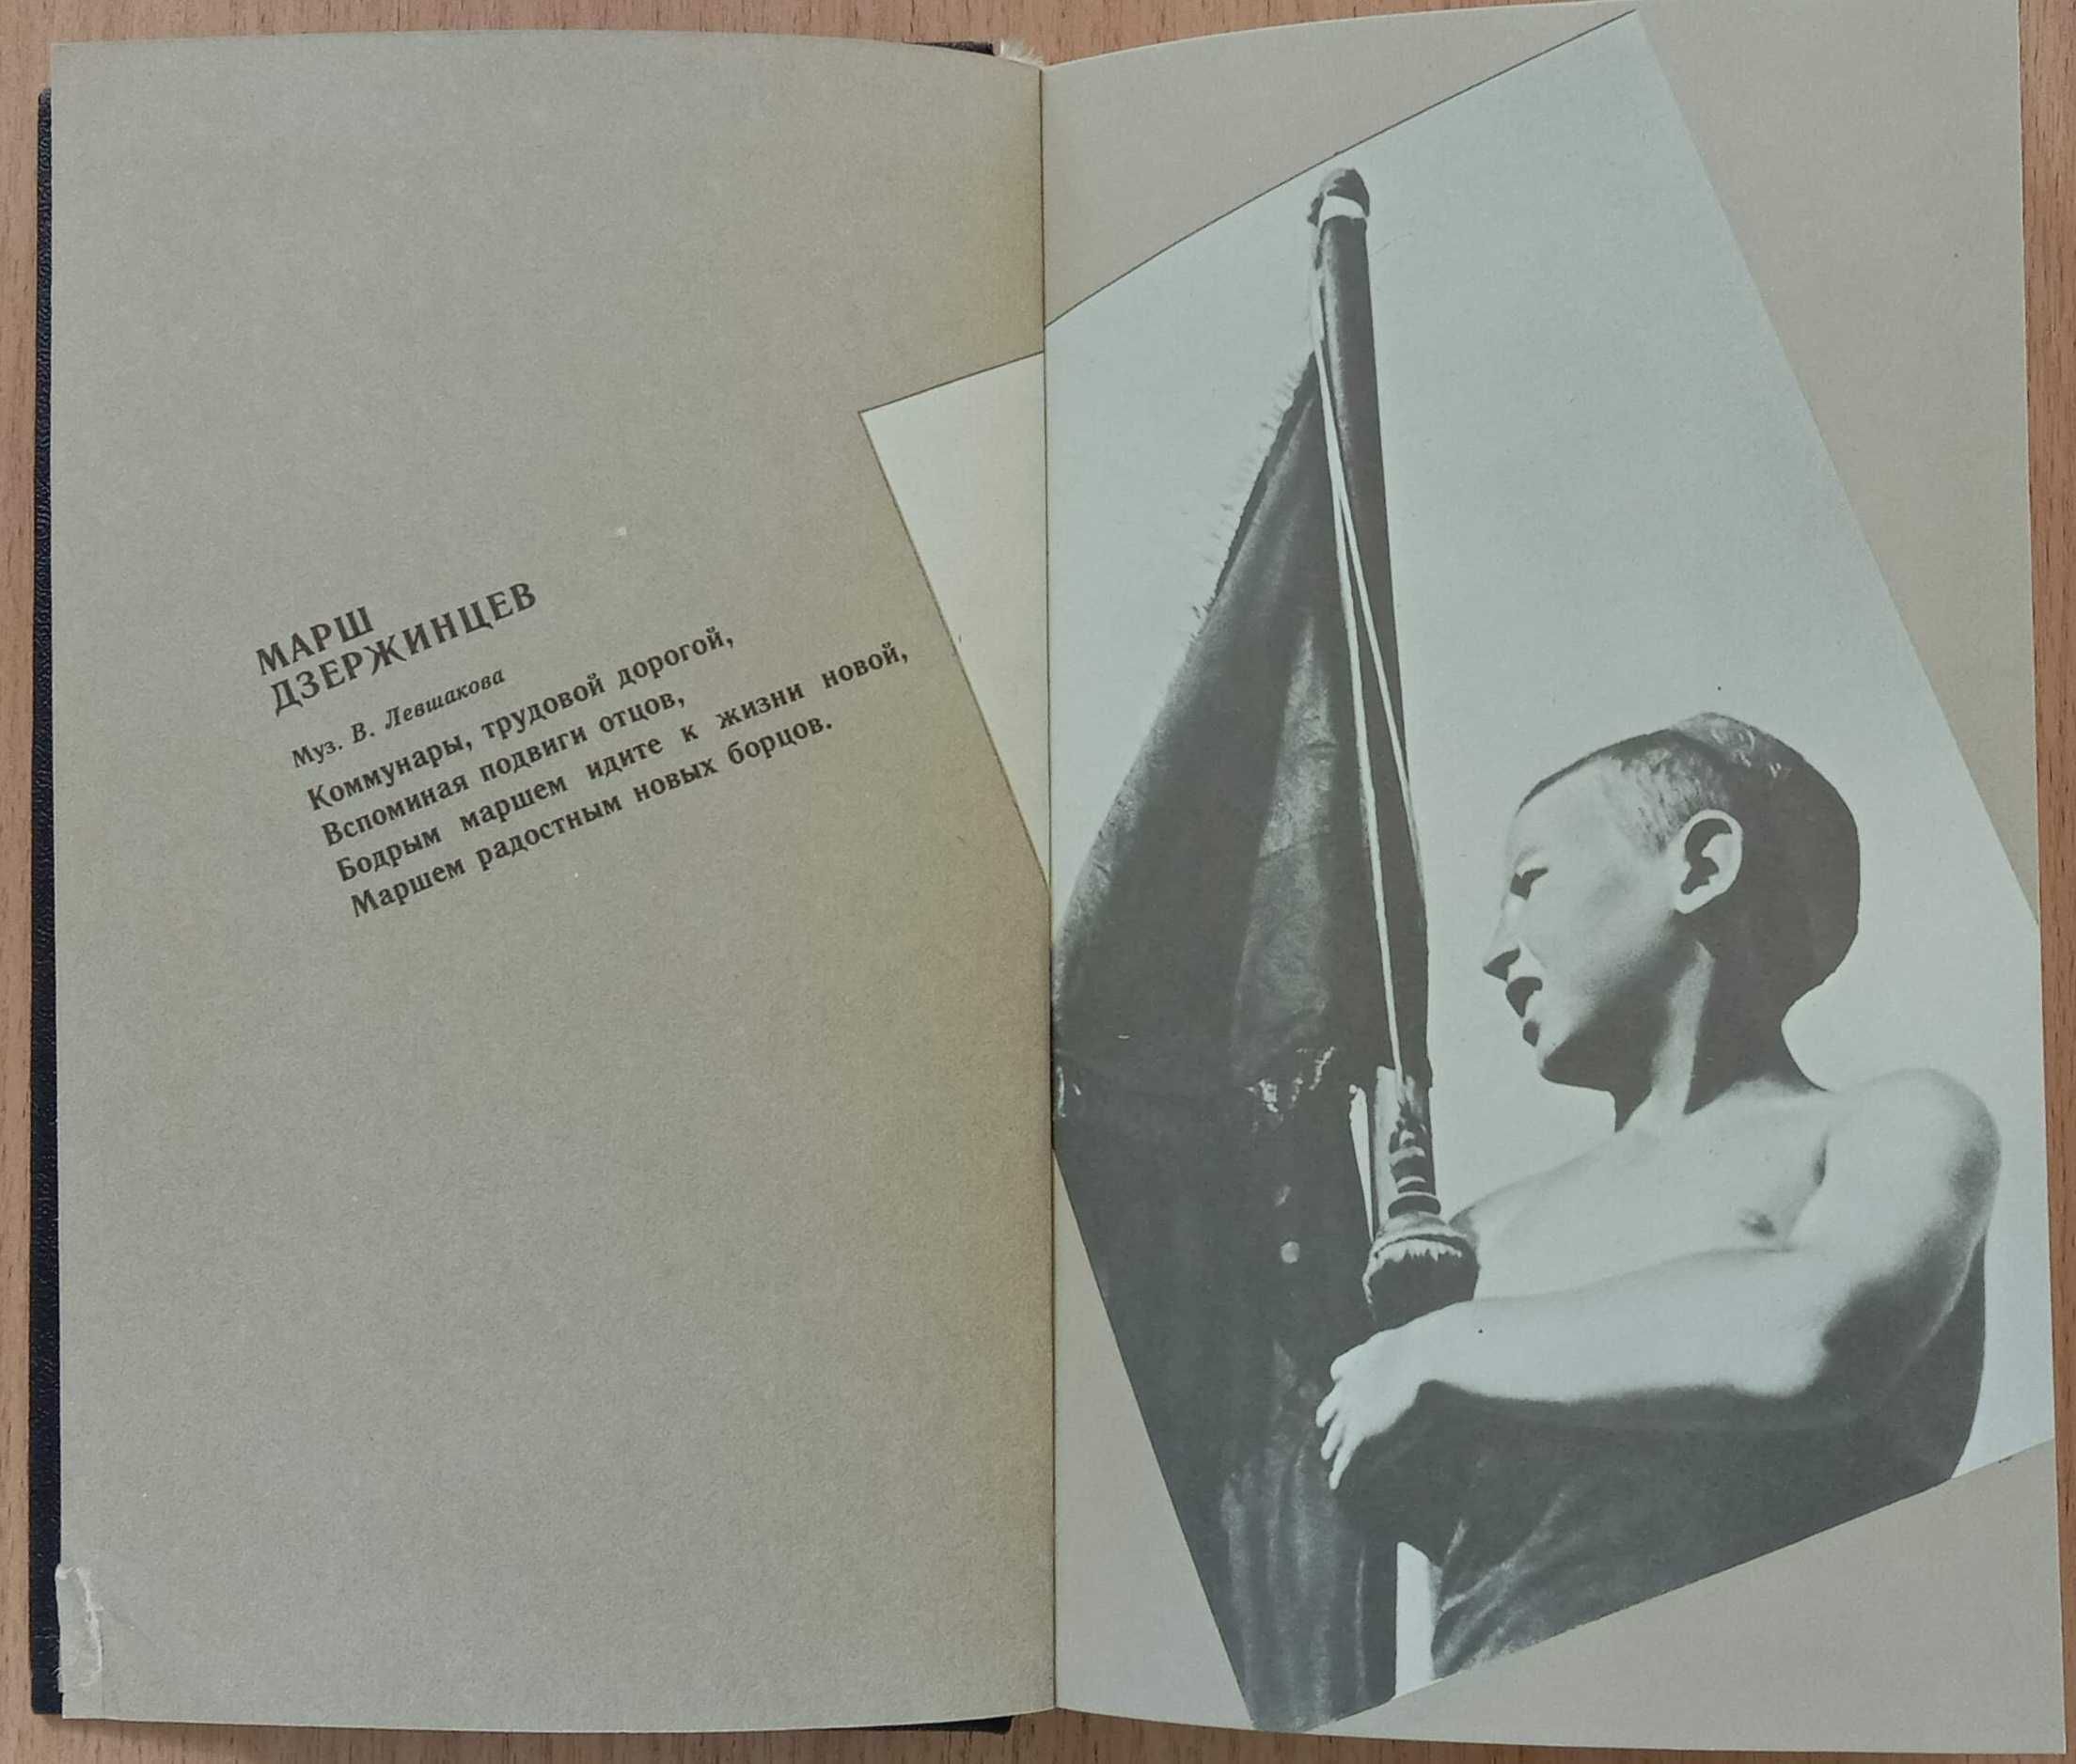 МАРШ
ДЗЕРЖИНЦЕВ
Муз. В. Левшакова
Коммунары, трудовой дорогой,
Вспоминая подвиги отцов,
Бодрым маршем идите к жизни новой,
Маршем радостным новых борцов.